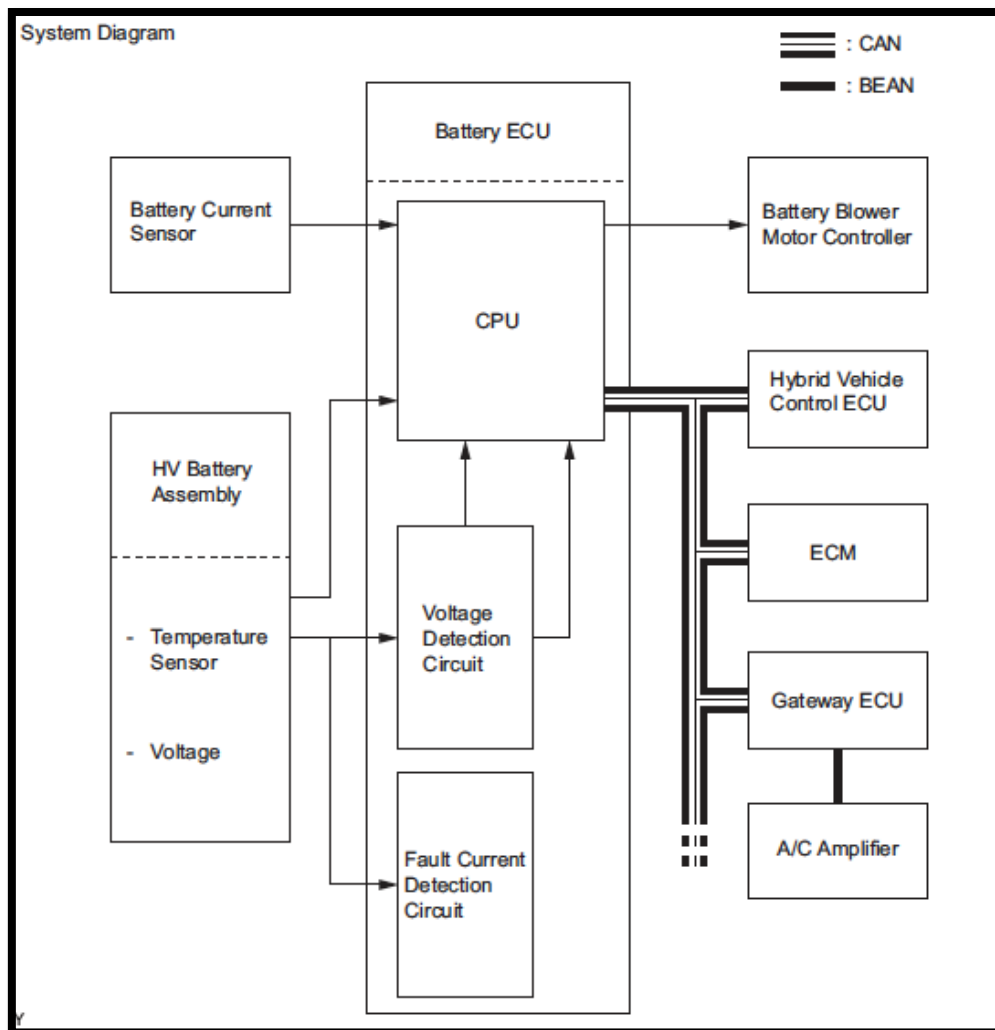 System Diagram
: CAN
: BEAN
Battery ECU
Battery Current
Sensor
CPU
Battery Blower
Motor Controller
Hybrid Vehicle
Control ECU
HV Battery
Assembly
- Temperature
Sensor
- Voltage
Voltage
Detection
Circuit
ECM
Gateway ECU
A/C Amplifier
Fault Current
Detection
Circuit
Y